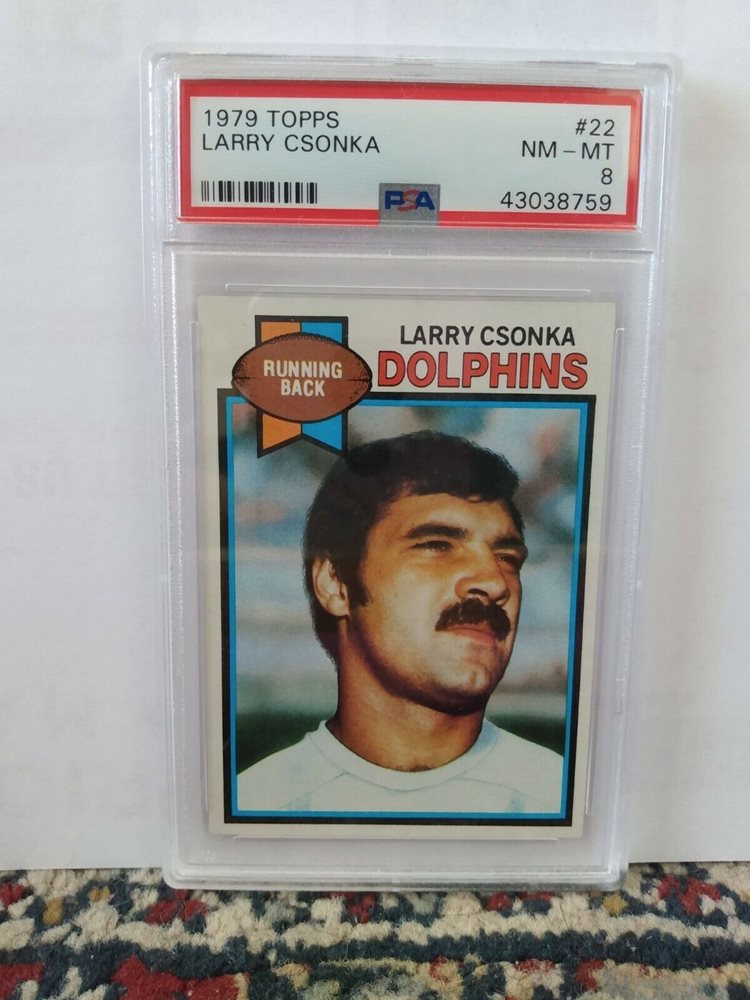 1979 TOPPS #22
LARRY CSONKA NM - MT
8
PSA 43038759
LARRY CSONKA
DOLPHINS
RUNNING
BACK